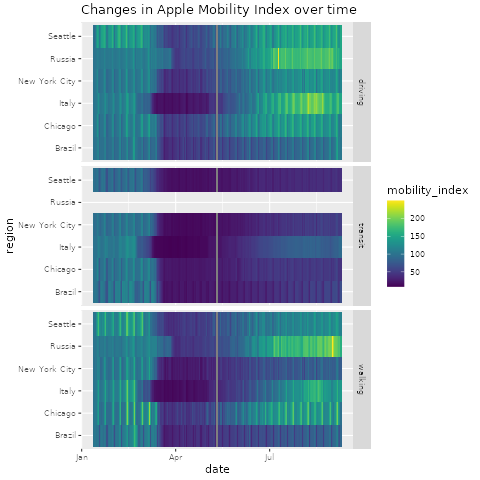 Changes in Apple Mobility Index over time
Seattle
Russia
New York City
Italy
Chicago
Brazil
driving
Seattle
Russia
New York City
Italy
Chicago
Brazil
transit
Seattle
Russia
New York City
Italy
Chicago
Brazil
walking
region
Jan
Apr
Jul
date
mobility_index
200
150
100
50